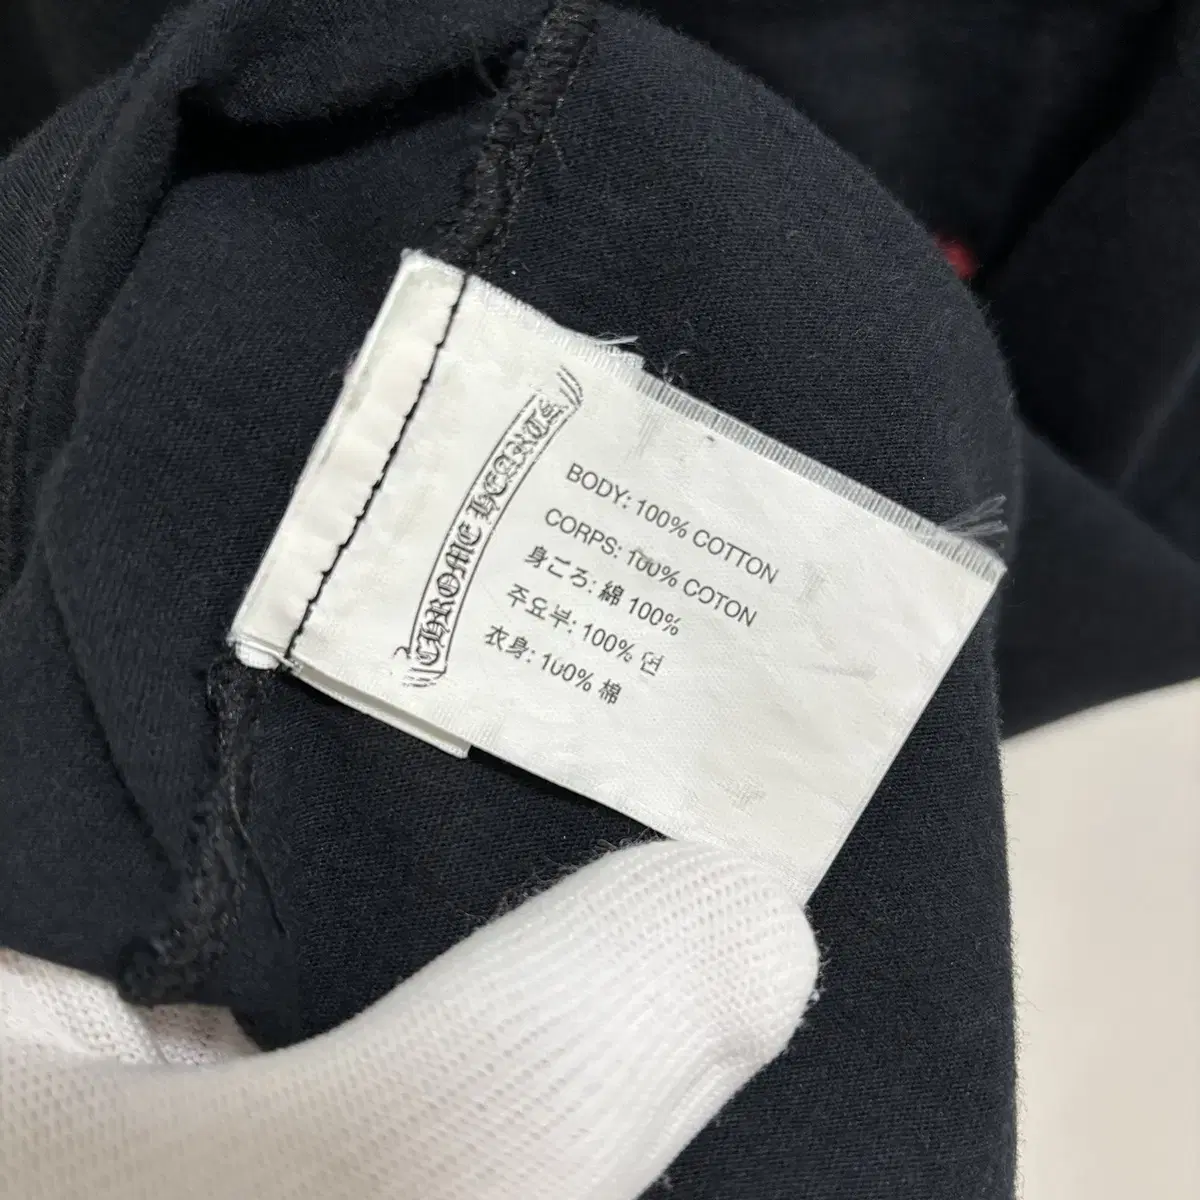 CHROME HEARTS
BODY: 100% COTTON
CORPS: 100% COTON
身ごろ: 綿 100%
주요부: 100% 면
衣身: 100% 棉